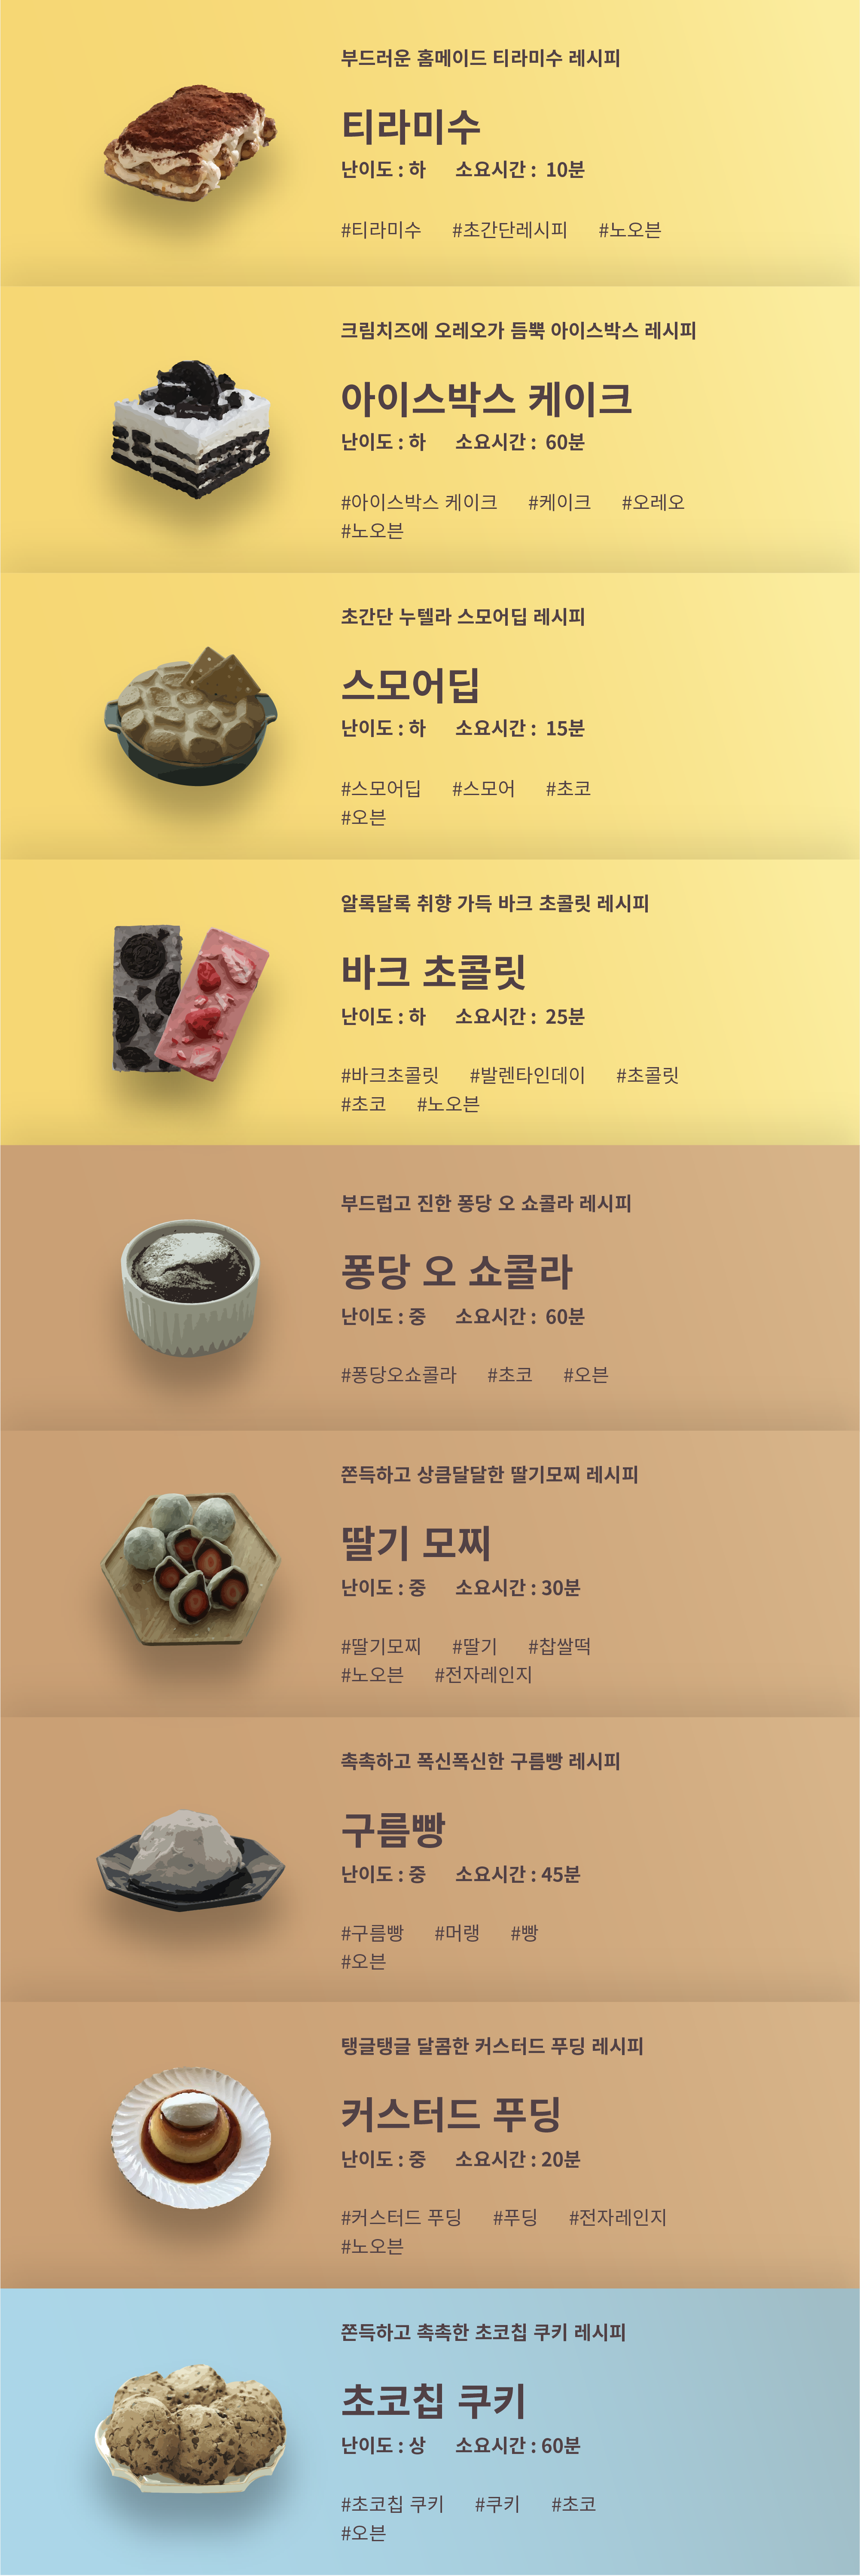 부드러운 홈메이드 티라미수 레시피
티라미수
난이도 : 하 소요시간 : 10분
#티라미수 #초간단레시피 #노오븐
크림치즈에 오레오가 듬뿍 아이스박스 레시피
아이스박스 케이크
난이도 : 하 소요시간 : 60분
#아이스박스 케이크 #케이크 #오레오
#노오븐
초간단 누텔라 스모어딥 레시피
스모어딥
난이도 : 하 소요시간 : 15분
#스모어딥 #스모어 #초코
#오븐
알록달록 취향 가득 바크 초콜릿 레시피
바크 초콜릿
난이도 : 하 소요시간 : 25분
#바크초콜릿 #발렌타인데이 #초콜릿
#초코 #노오븐
부드럽고 진한 퐁당 오 쇼콜라 레시피
퐁당 오 쇼콜라
난이도 : 중 소요시간 : 60분
#퐁당오쇼콜라 #초코 #오븐
쫀득하고 상큼달달한 딸기모찌 레시피
딸기 모찌
난이도 : 중 소요시간 : 30분
#딸기모찌 #딸기 #찹쌀떡
#노오븐 #전자레인지
촉촉하고 폭신폭신한 구름빵 레시피
구름빵
난이도 : 중 소요시간 : 45분
#구름빵 #머랭 #빵
#오븐
탱글탱글 달콤한 커스터드 푸딩 레시피
커스터드 푸딩
난이도 : 중 소요시간 : 20분
#커스터드 푸딩 #푸딩 #전자레인지
#노오븐
쫀득하고 촉촉한 초코칩 쿠키 레시피
초코칩 쿠키
난이도 : 상 소요시간 : 60분
#초코칩 쿠키 #쿠키 #초코
#오븐